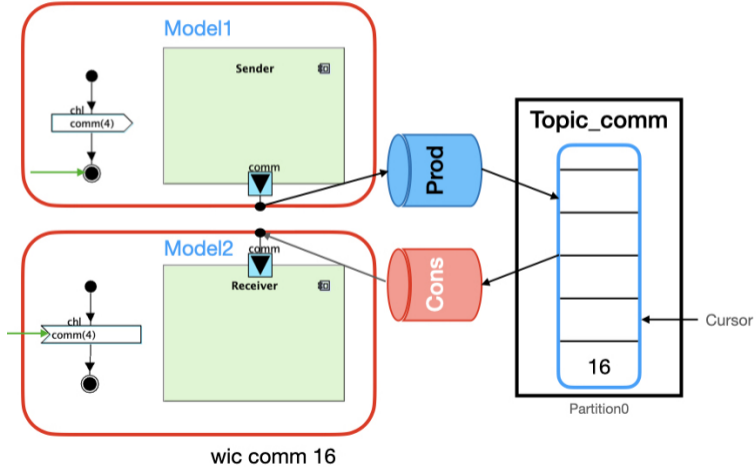 Model1
Sender
chl
comm(4)
comm
Prod
Topic_comm
Model2
comm
Receiver
chl
comm(4)
Cons
Cursor
16
Partition0
wic comm 16